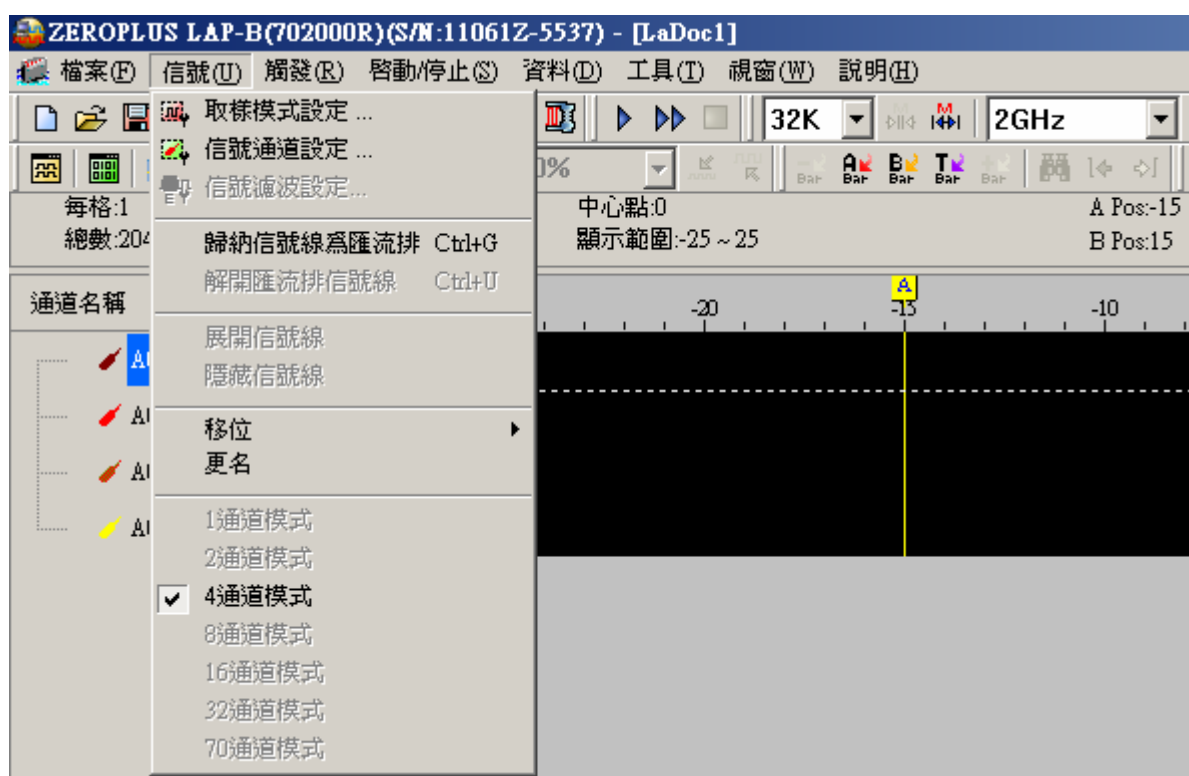 ZEROPLUS LAP-B(702000R)(S/N:11061Z-5537) - [LaDoc1]
檔案(F) 信號(U) 觸發(R) 啓動/停止(S) 資料(D) 工具(T) 視窗(W) 說明(H)
取樣模式設定 ...
32K 2GHz
信號通道設定 ...
0% Bar A Bar B Bar T Bar Bar
信號濾波設定...
每格:1 中心點:0 A Pos:-15
總數:204 顯示範圍:-25 ~ 25 B Pos:15
歸納信號線爲匯流排 Ctrl+G
解開匯流排信號線 Ctrl+U
通道名稱 -20 A -15 -10
展開信號線
隱藏信號線
移位
更名
1通道模式
2通道模式
4通道模式
8通道模式
16通道模式
32通道模式
70通道模式